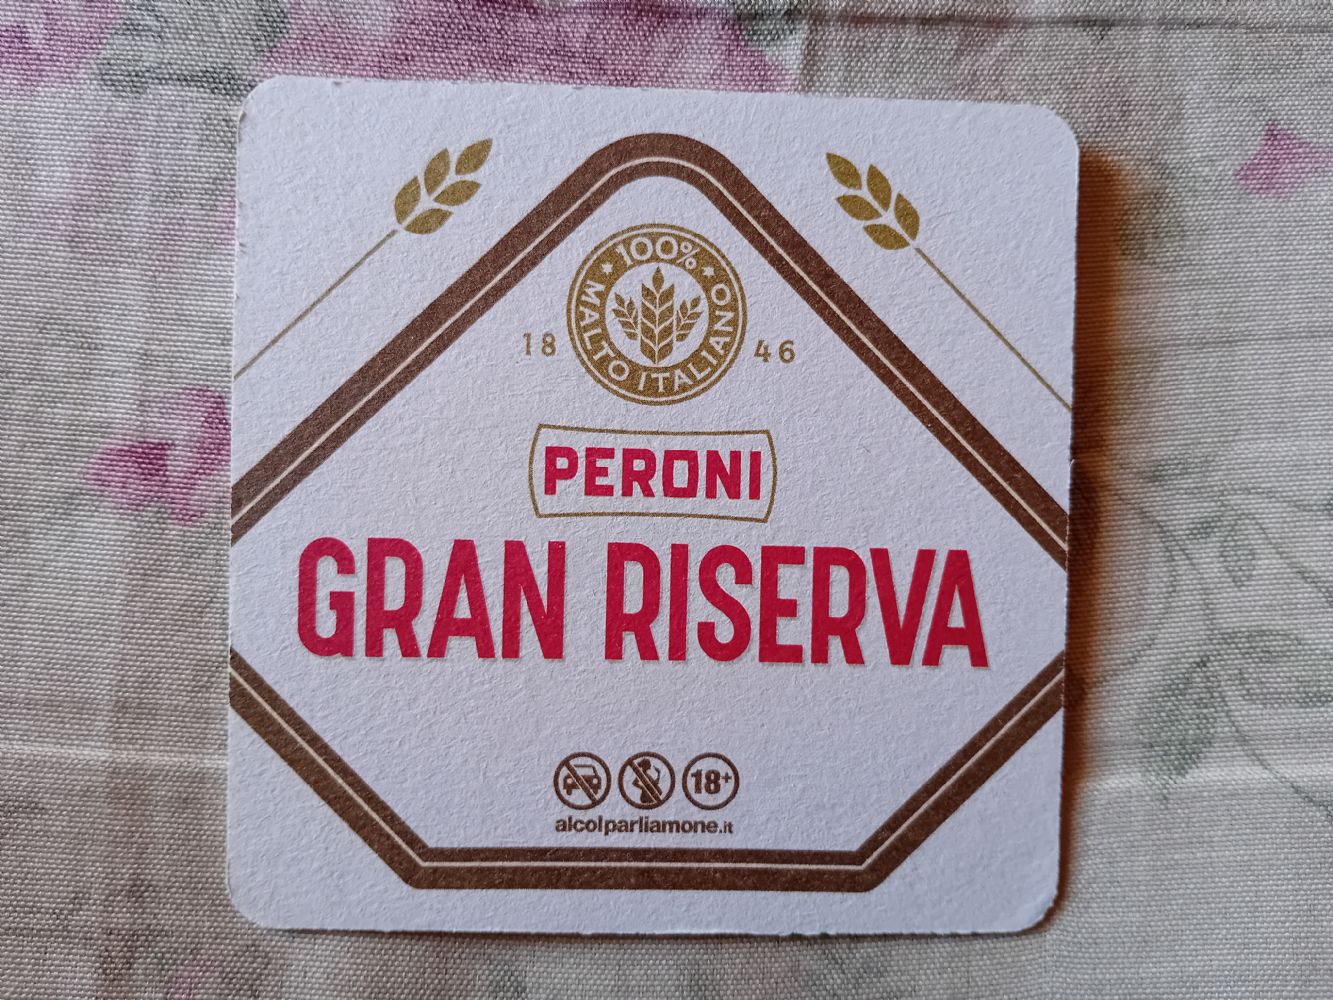 100%
MALTO ITALIANO
18 46
PERONI
GRAN RISERVA
18+
alcolparliamone.it